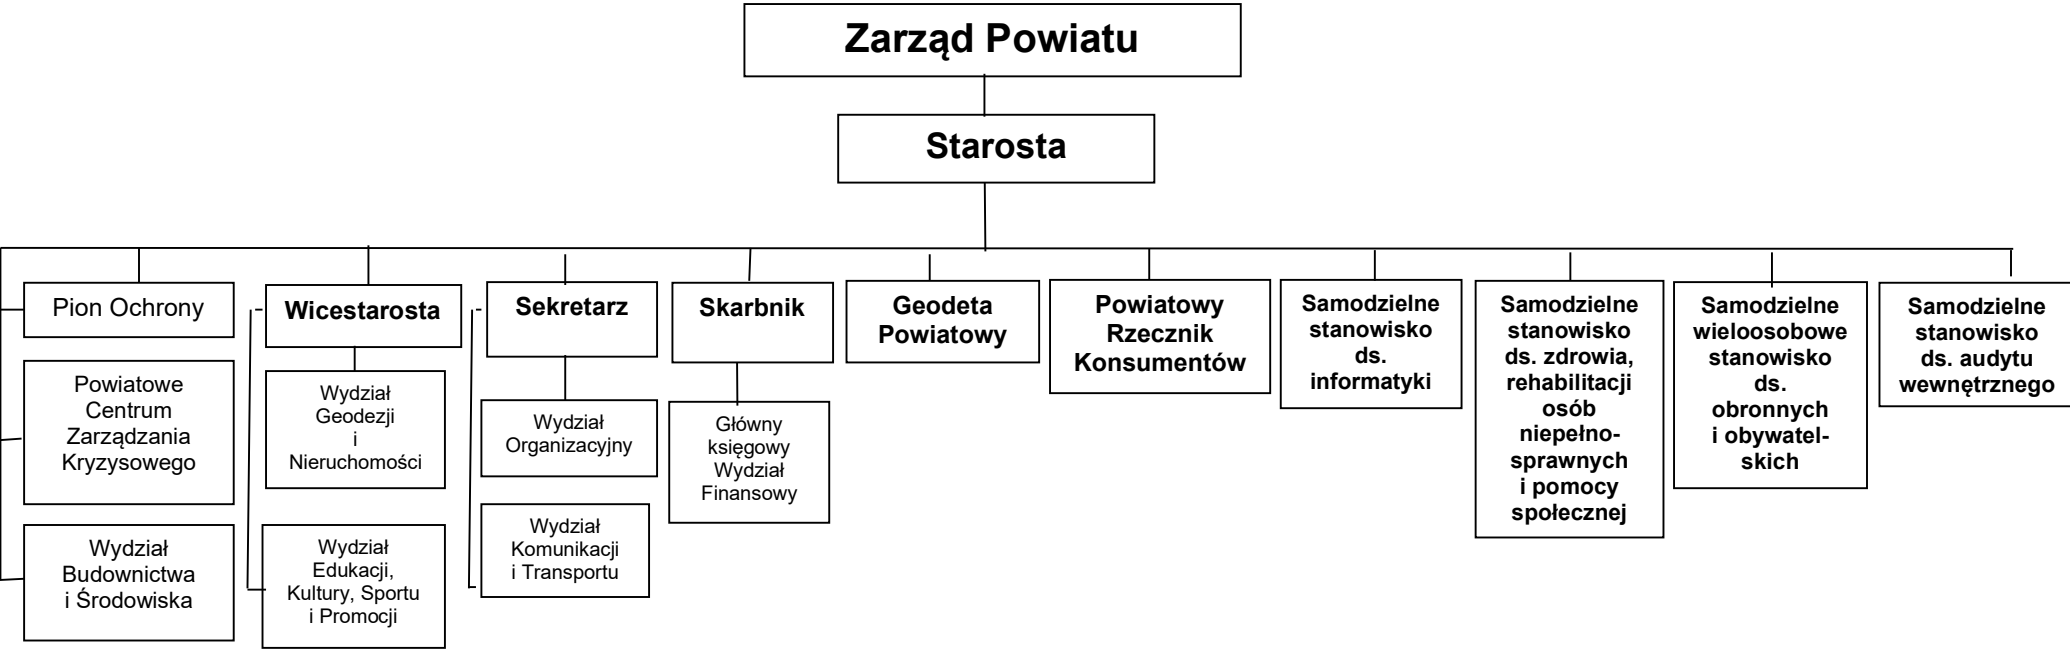 Zarząd Powiatu
Starosta
Pion Ochrony
Powiatowe
Centrum
Zarządzania
Kryzysowego
Wydział
Budownictwa
i Środowiska
Wicestarosta
Wydział
Geodezji
i
Nieruchomości
Wydział
Edukacji,
Kultury, Sportu
i Promocji
Sekretarz
Wydział
Organizacyjny
Wydział
Komunikacji
i Transportu
Skarbnik
Główny
księgowy
Wydział
Finansowy
Geodeta
Powiatowy
Powiatowy
Rzecznik
Konsumentów
Samodzielne
stanowisko
ds.
informatyki
Samodzielne
stanowisko
ds. zdrowia,
rehabilitacji
osób
niepełno-
sprawnych
i pomocy
społecznej
Samodzielne
wieloosobowe
stanowisko
ds.
obronnych
i obywatel-
skich
Samodzielne
stanowisko
ds. audytu
wewnętrznego